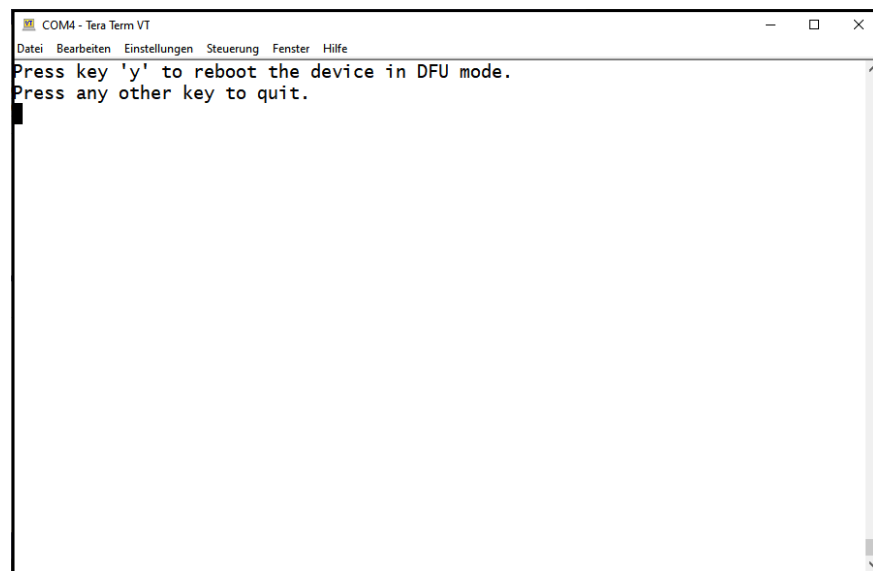 COM4 - Tera Term VT
Datei Bearbeiten Einstellungen Steuerung Fenster Hilfe
Press key 'y' to reboot the device in DFU mode.
Press any other key to quit.